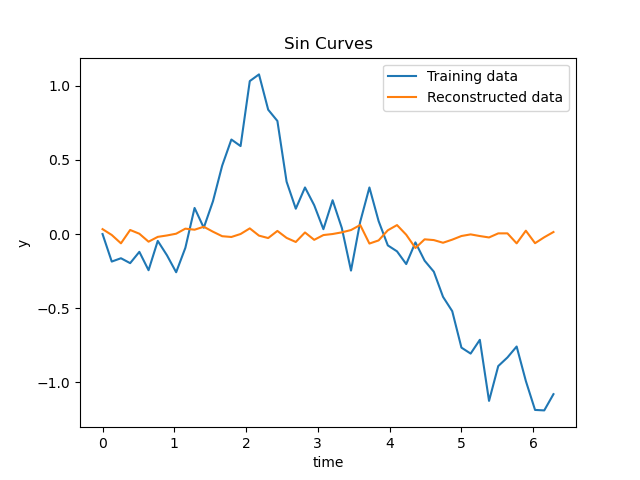 Sin Curves
Training data
Reconstructed data
1.0
0.5
0.0
−0.5
−1.0
y
0 1 2 3 4 5 6
time